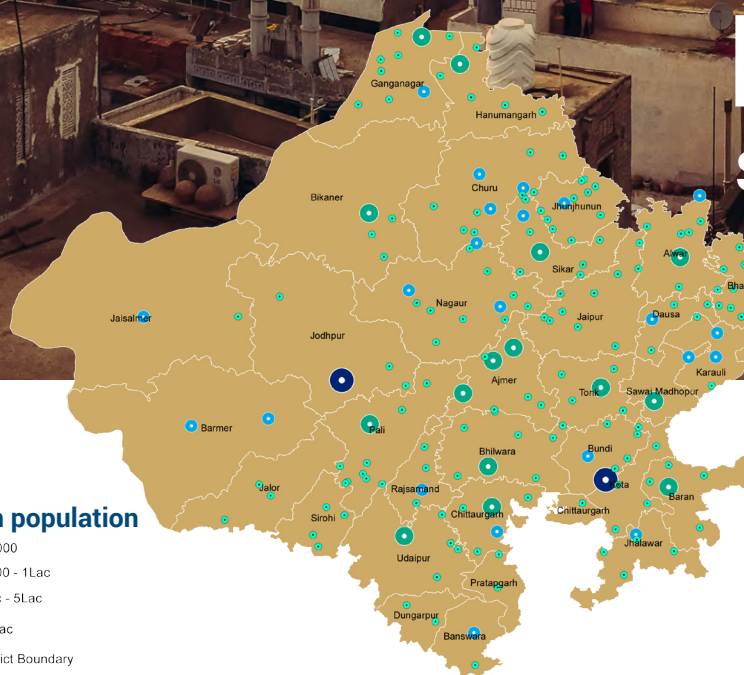 Ganganagar
Hanumangarh
Churu
Bikaner
Jhunjhunun
Alwar
Sikar
Nagaur
Jaipur
Dausa
Jaisalmer
Jodhpur
Karauli
Ajmer
Tonk
Sawai Madhopur
Barmer
Pali
Bhilwara
Bundi
Kota
Jalor
Rajsamand
Baran
Sirohi
Chittaurgarh
Chittaurgarh
Jhalawar
Udaipur
Pratapgarh
Dungarpur
Banswara
population
000
00 - 1Lac
- 5Lac
ict Boundary